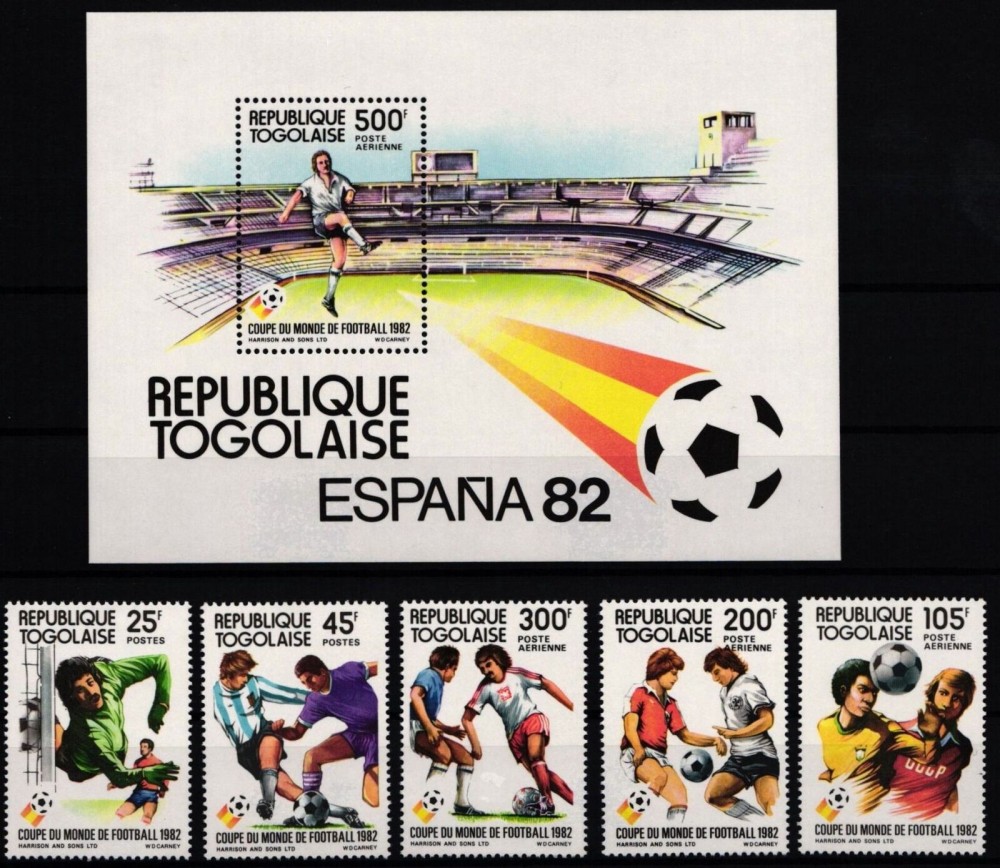 REPUBLIQUE 500F
TOGOLAISE POSTE
AERIENNE
COUPE DU MONDE DE FOOTBALL 1982
HARRISON AND SONS LTD W D CARNEY
REPUBLIQUE
TOGOLAISE
ESPAÑA 82
REPUBLIQUE 25F
TOGOLAISE POSTES
COUPE DU MONDE DE FOOTBALL 1982
HARRISON AND SONS LTD W D CARNEY
REPUBLIQUE 45F
TOGOLAISE POSTES
COUPE DU MONDE DE FOOTBALL 1982
HARRISON AND SONS LTD W D CARNEY
REPUBLIQUE 300F
TOGOLAISE POSTE
AERIENNE
COUPE DU MONDE DE FOOTBALL 1982
HARRISON AND SONS LTD W D CARNEY
REPUBLIQUE 200F
TOGOLAISE POSTE
AERIENNE
COUPE DU MONDE DE FOOTBALL 1982
HARRISON AND SONS LTD W D CARNEY
REPUBLIQUE 105F
TOGOLAISE POSTE
AERIENNE
CCCP
COUPE DU MONDE DE FOOTBALL 1982
HARRISON AND SONS LTD W D CARNEY